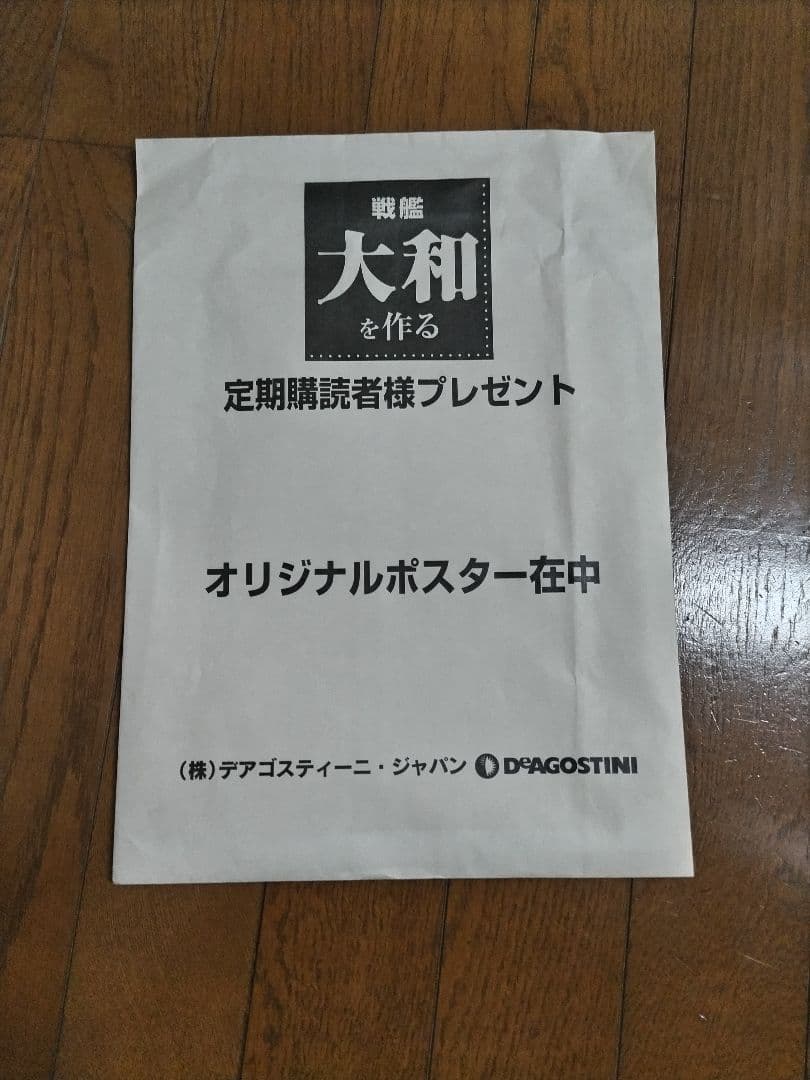 戦艦
大和
を作る
定期購読者様プレゼント
オリジナルポスター在中
(株)デアゴスティーニ・ジャパン DeAGOSTINI